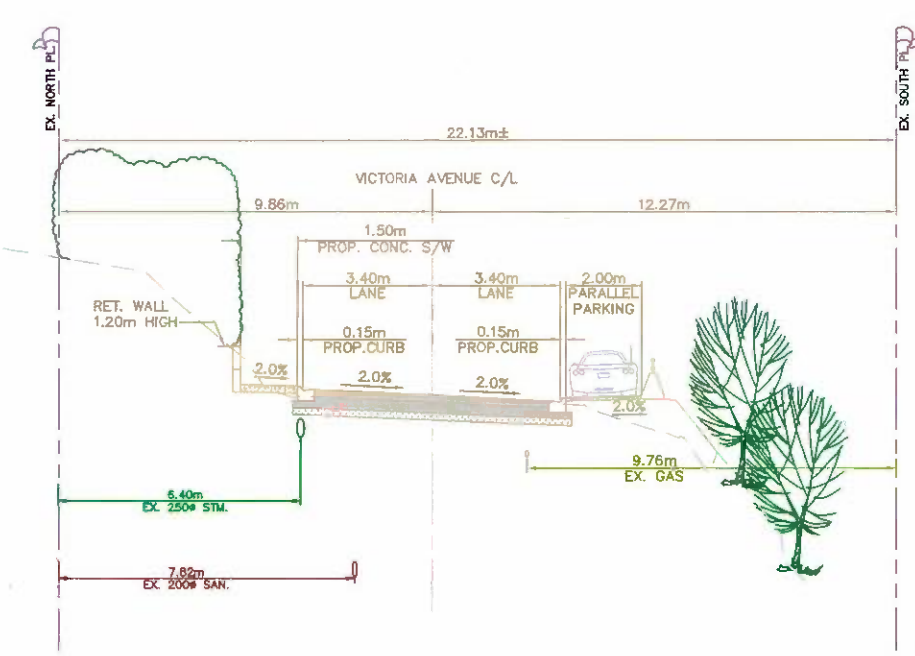 EX. NORTH PL.
EX. SOUTH PL.
22.13m±
VICTORIA AVENUE C/L
9.86m
12.27m
1.50m
PROP. CONC. S/W
3.40m
LANE
3.40m
LANE
2.00m
PARALLEL
PARKING
RET. WALL
1.20m HIGH
0.15m
PROP.CURB
0.15m
PROP.CURB
2.0%
2.0%
2.0%
2.0%
9.76m
EX. GAS
6.40m
EX. 250ø STM.
7.82m
EX. 200ø SAN.